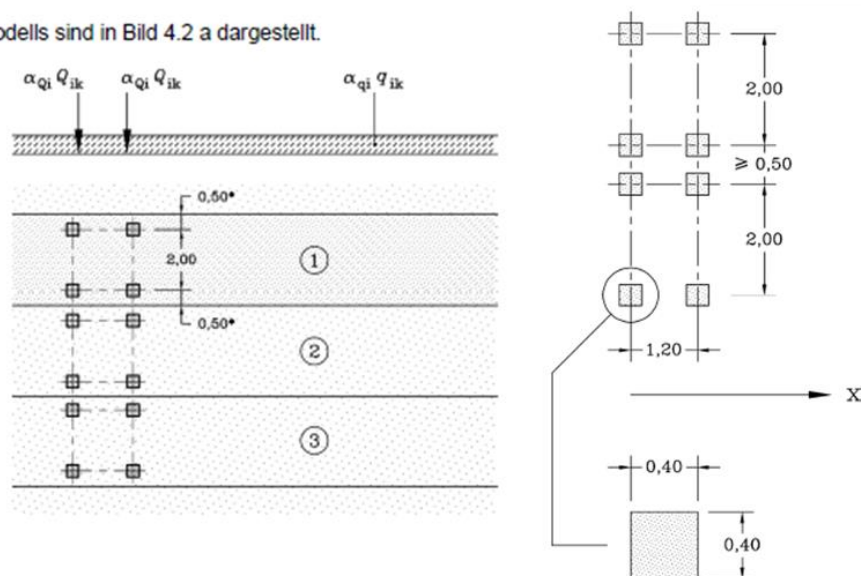 odells sind in Bild 4.2 a dargestellt.
α_Qi Q_ik
α_Qi Q_ik
α_qi q_ik
0,50*
2,00
0,50*
1
2
3
2,00
≥ 0,50
2,00
1,20
X
0,40
0,40